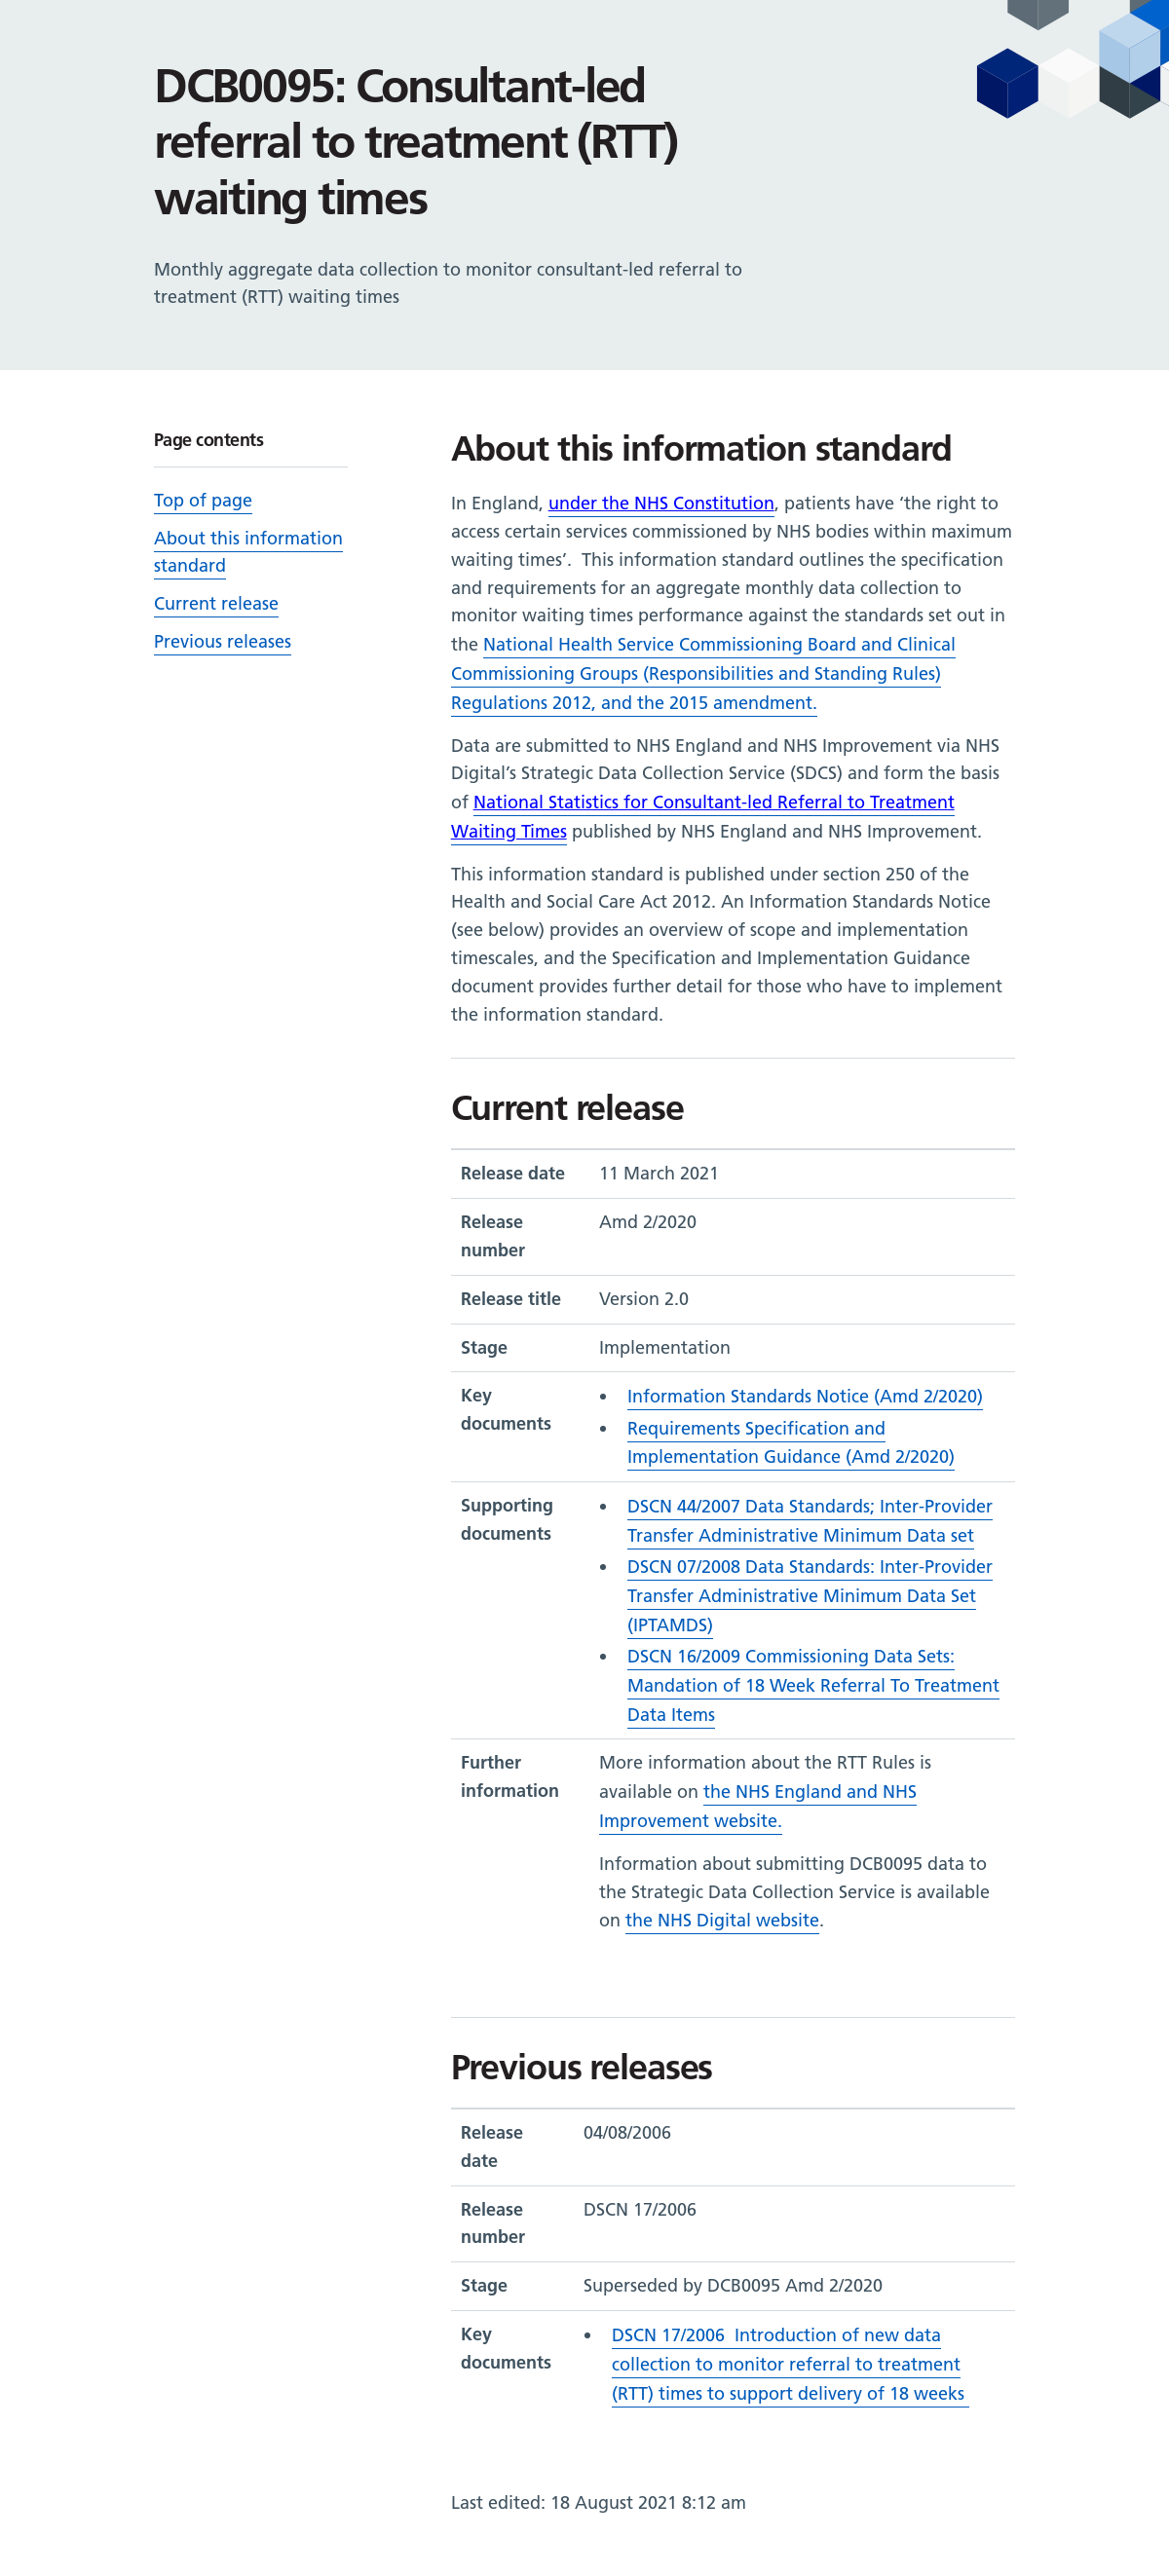 DCB0095: Consultant-led
referral to treatment (RTT)
waiting times
Monthly aggregate data collection to monitor consultant-led referral to
treatment (RTT) waiting times
Page contents
Top of page
About this information
standard
Current release
Previous releases
About this information standard
In England, under the NHS Constitution, patients have ‘the right to
access certain services commissioned by NHS bodies within maximum
waiting times’.  This information standard outlines the specification
and requirements for an aggregate monthly data collection to
monitor waiting times performance against the standards set out in
the National Health Service Commissioning Board and Clinical
Commissioning Groups (Responsibilities and Standing Rules)
Regulations 2012, and the 2015 amendment.
Data are submitted to NHS England and NHS Improvement via NHS
Digital’s Strategic Data Collection Service (SDCS) and form the basis
of National Statistics for Consultant-led Referral to Treatment
Waiting Times published by NHS England and NHS Improvement.
This information standard is published under section 250 of the
Health and Social Care Act 2012. An Information Standards Notice
(see below) provides an overview of scope and implementation
timescales, and the Specification and Implementation Guidance
document provides further detail for those who have to implement
the information standard.
Current release
Release date 11 March 2021
Release Amd 2/2020
number
Release title Version 2.0
Stage Implementation
Key • Information Standards Notice (Amd 2/2020)
documents • Requirements Specification and
Implementation Guidance (Amd 2/2020)
Supporting • DSCN 44/2007 Data Standards; Inter-Provider
documents Transfer Administrative Minimum Data set
• DSCN 07/2008 Data Standards: Inter-Provider
Transfer Administrative Minimum Data Set
(IPTAMDS)
• DSCN 16/2009 Commissioning Data Sets:
Mandation of 18 Week Referral To Treatment
Data Items
Further More information about the RTT Rules is
information available on the NHS England and NHS
Improvement website.
Information about submitting DCB0095 data to
the Strategic Data Collection Service is available
on the NHS Digital website.
Previous releases
Release 04/08/2006
date
Release DSCN 17/2006
number
Stage Superseded by DCB0095 Amd 2/2020
Key • DSCN 17/2006  Introduction of new data
documents collection to monitor referral to treatment
(RTT) times to support delivery of 18 weeks
Last edited: 18 August 2021 8:12 am